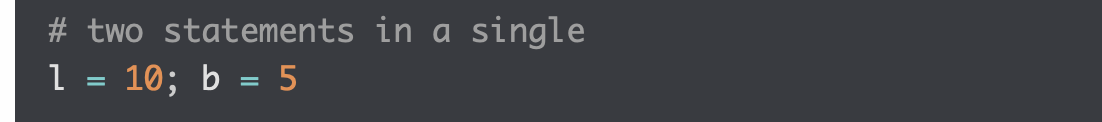 # two statements in a single
l = 10; b = 5